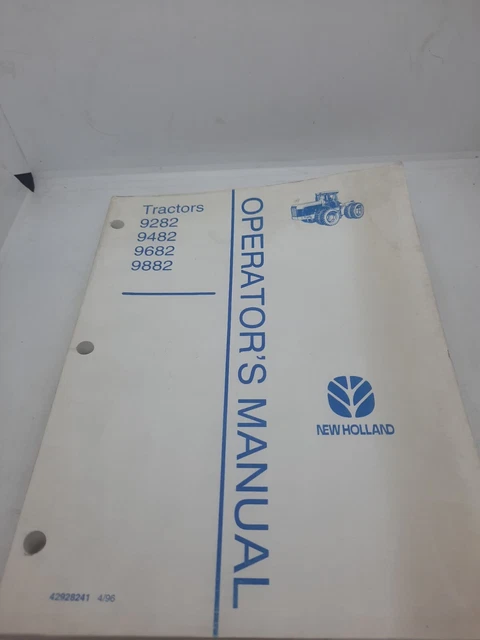 Tractors
9282
9482
9682
9882
OPERATOR'S MANUAL
NEW HOLLAND
42928241 4/96